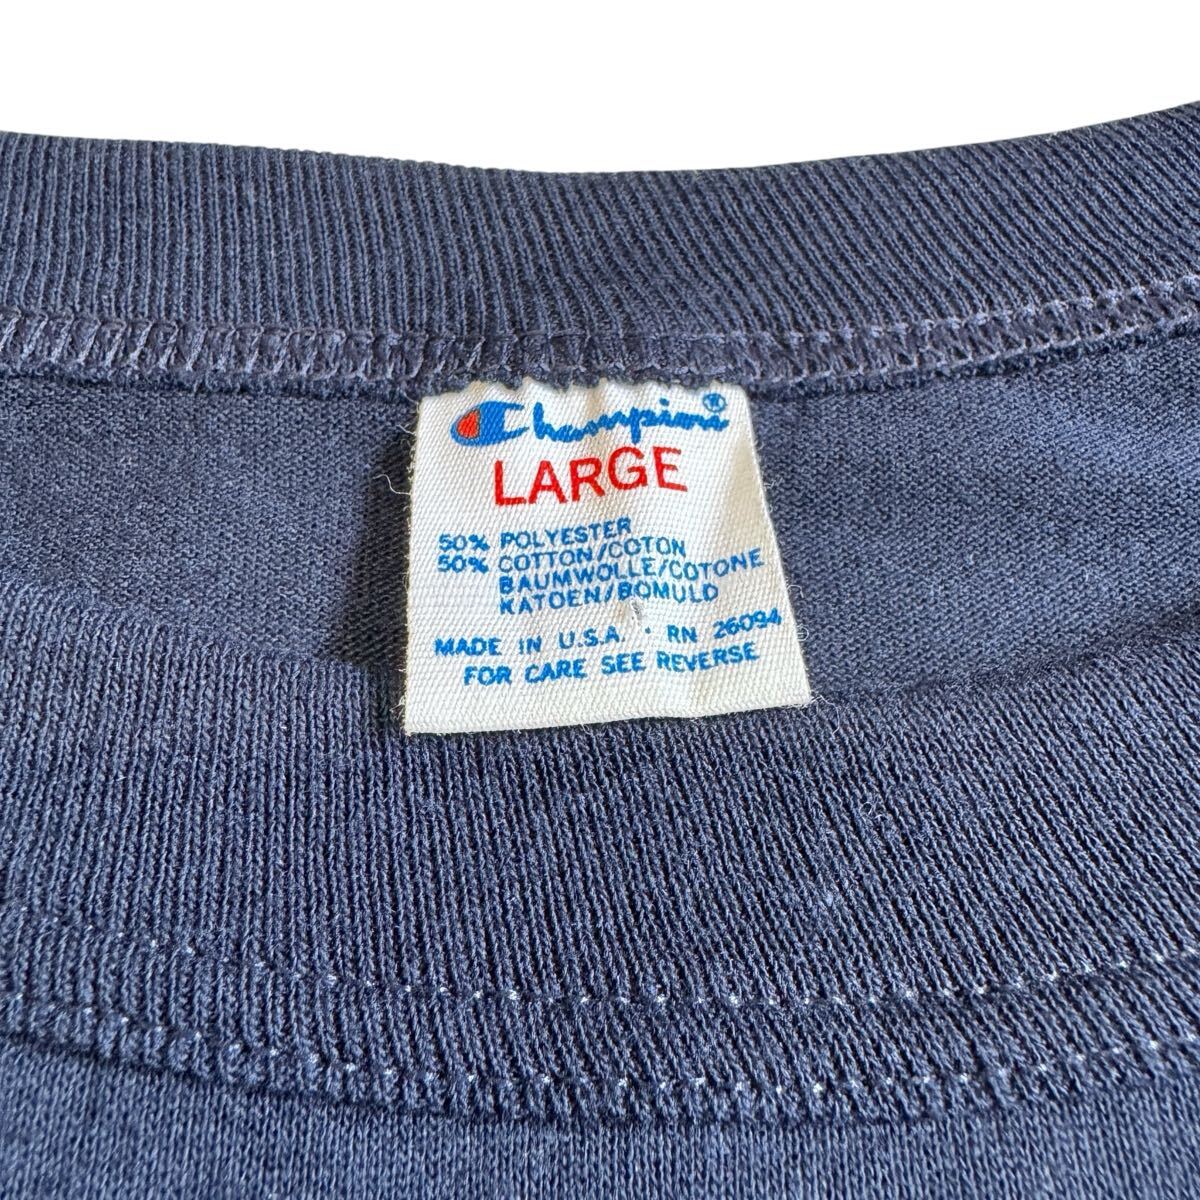 Champion®
LARGE
50% POLYESTER
50% COTTON/COTON
BAUMWOLLE/COTONE
KATOEN/BOMULD
MADE IN U.S.A. · RN 26094
FOR CARE SEE REVERSE